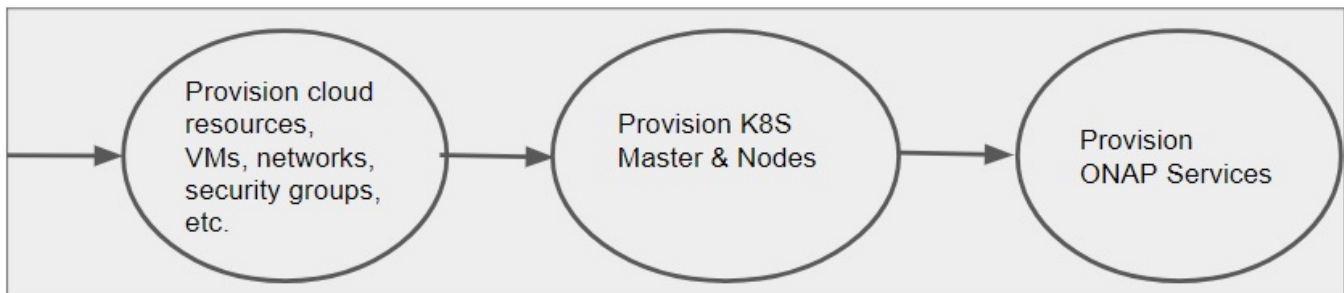 Provision cloud
resources,
VMs, networks,
security groups,
etc.
Provision K8S
Master & Nodes
Provision
ONAP Services